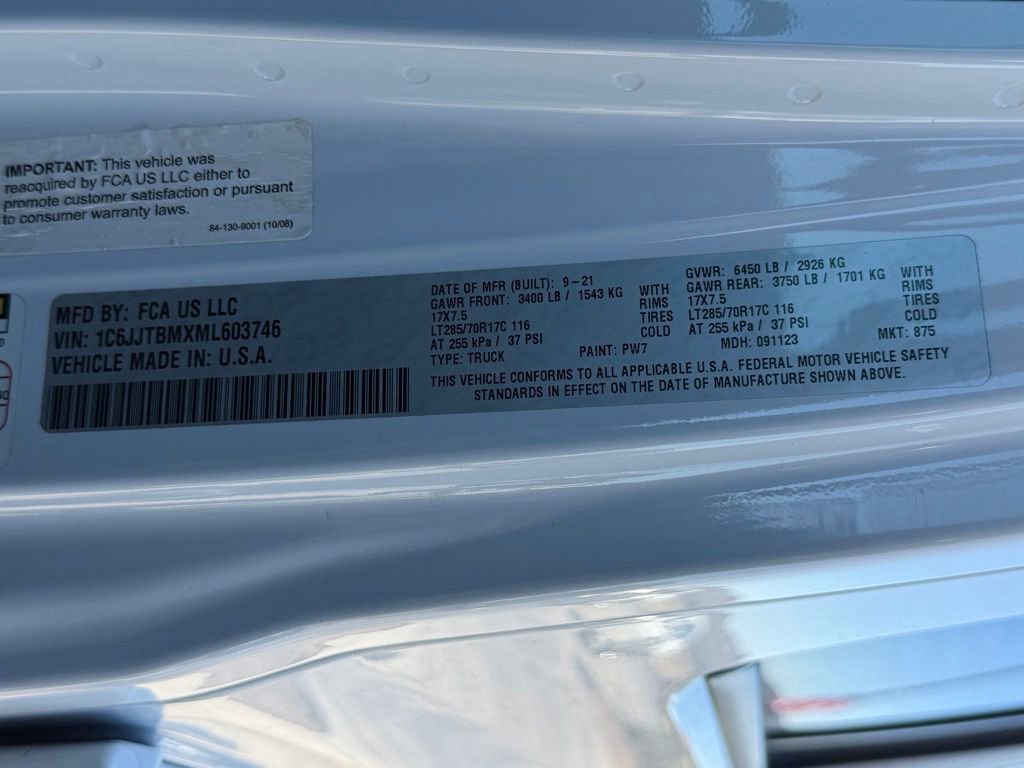 IMPORTANT: This vehicle was
reacquired by FCA US LLC either to
promote customer satisfaction or pursuant
to consumer warranty laws.
84-130-9001 (10/08)
MFD BY: FCA US LLC
VIN: 1C6JJTBMXML603746
VEHICLE MADE IN: U.S.A.
DATE OF MFR (BUILT): 9-21
GAWR FRONT: 3400 LB / 1543 KG WITH
17X7.5 RIMS
LT285/70R17C 116 TIRES
AT 255 kPa / 37 PSI COLD
TYPE: TRUCK PAINT: PW7
GVWR: 6450 LB / 2926 KG
GAWR REAR: 3750 LB / 1701 KG WITH
17X7.5 RIMS
LT285/70R17C 116 TIRES
AT 255 kPa / 37 PSI COLD
MDH: 091123 MKT: 875
THIS VEHICLE CONFORMS TO ALL APPLICABLE U.S.A. FEDERAL MOTOR VEHICLE SAFETY
STANDARDS IN EFFECT ON THE DATE OF MANUFACTURE SHOWN ABOVE.